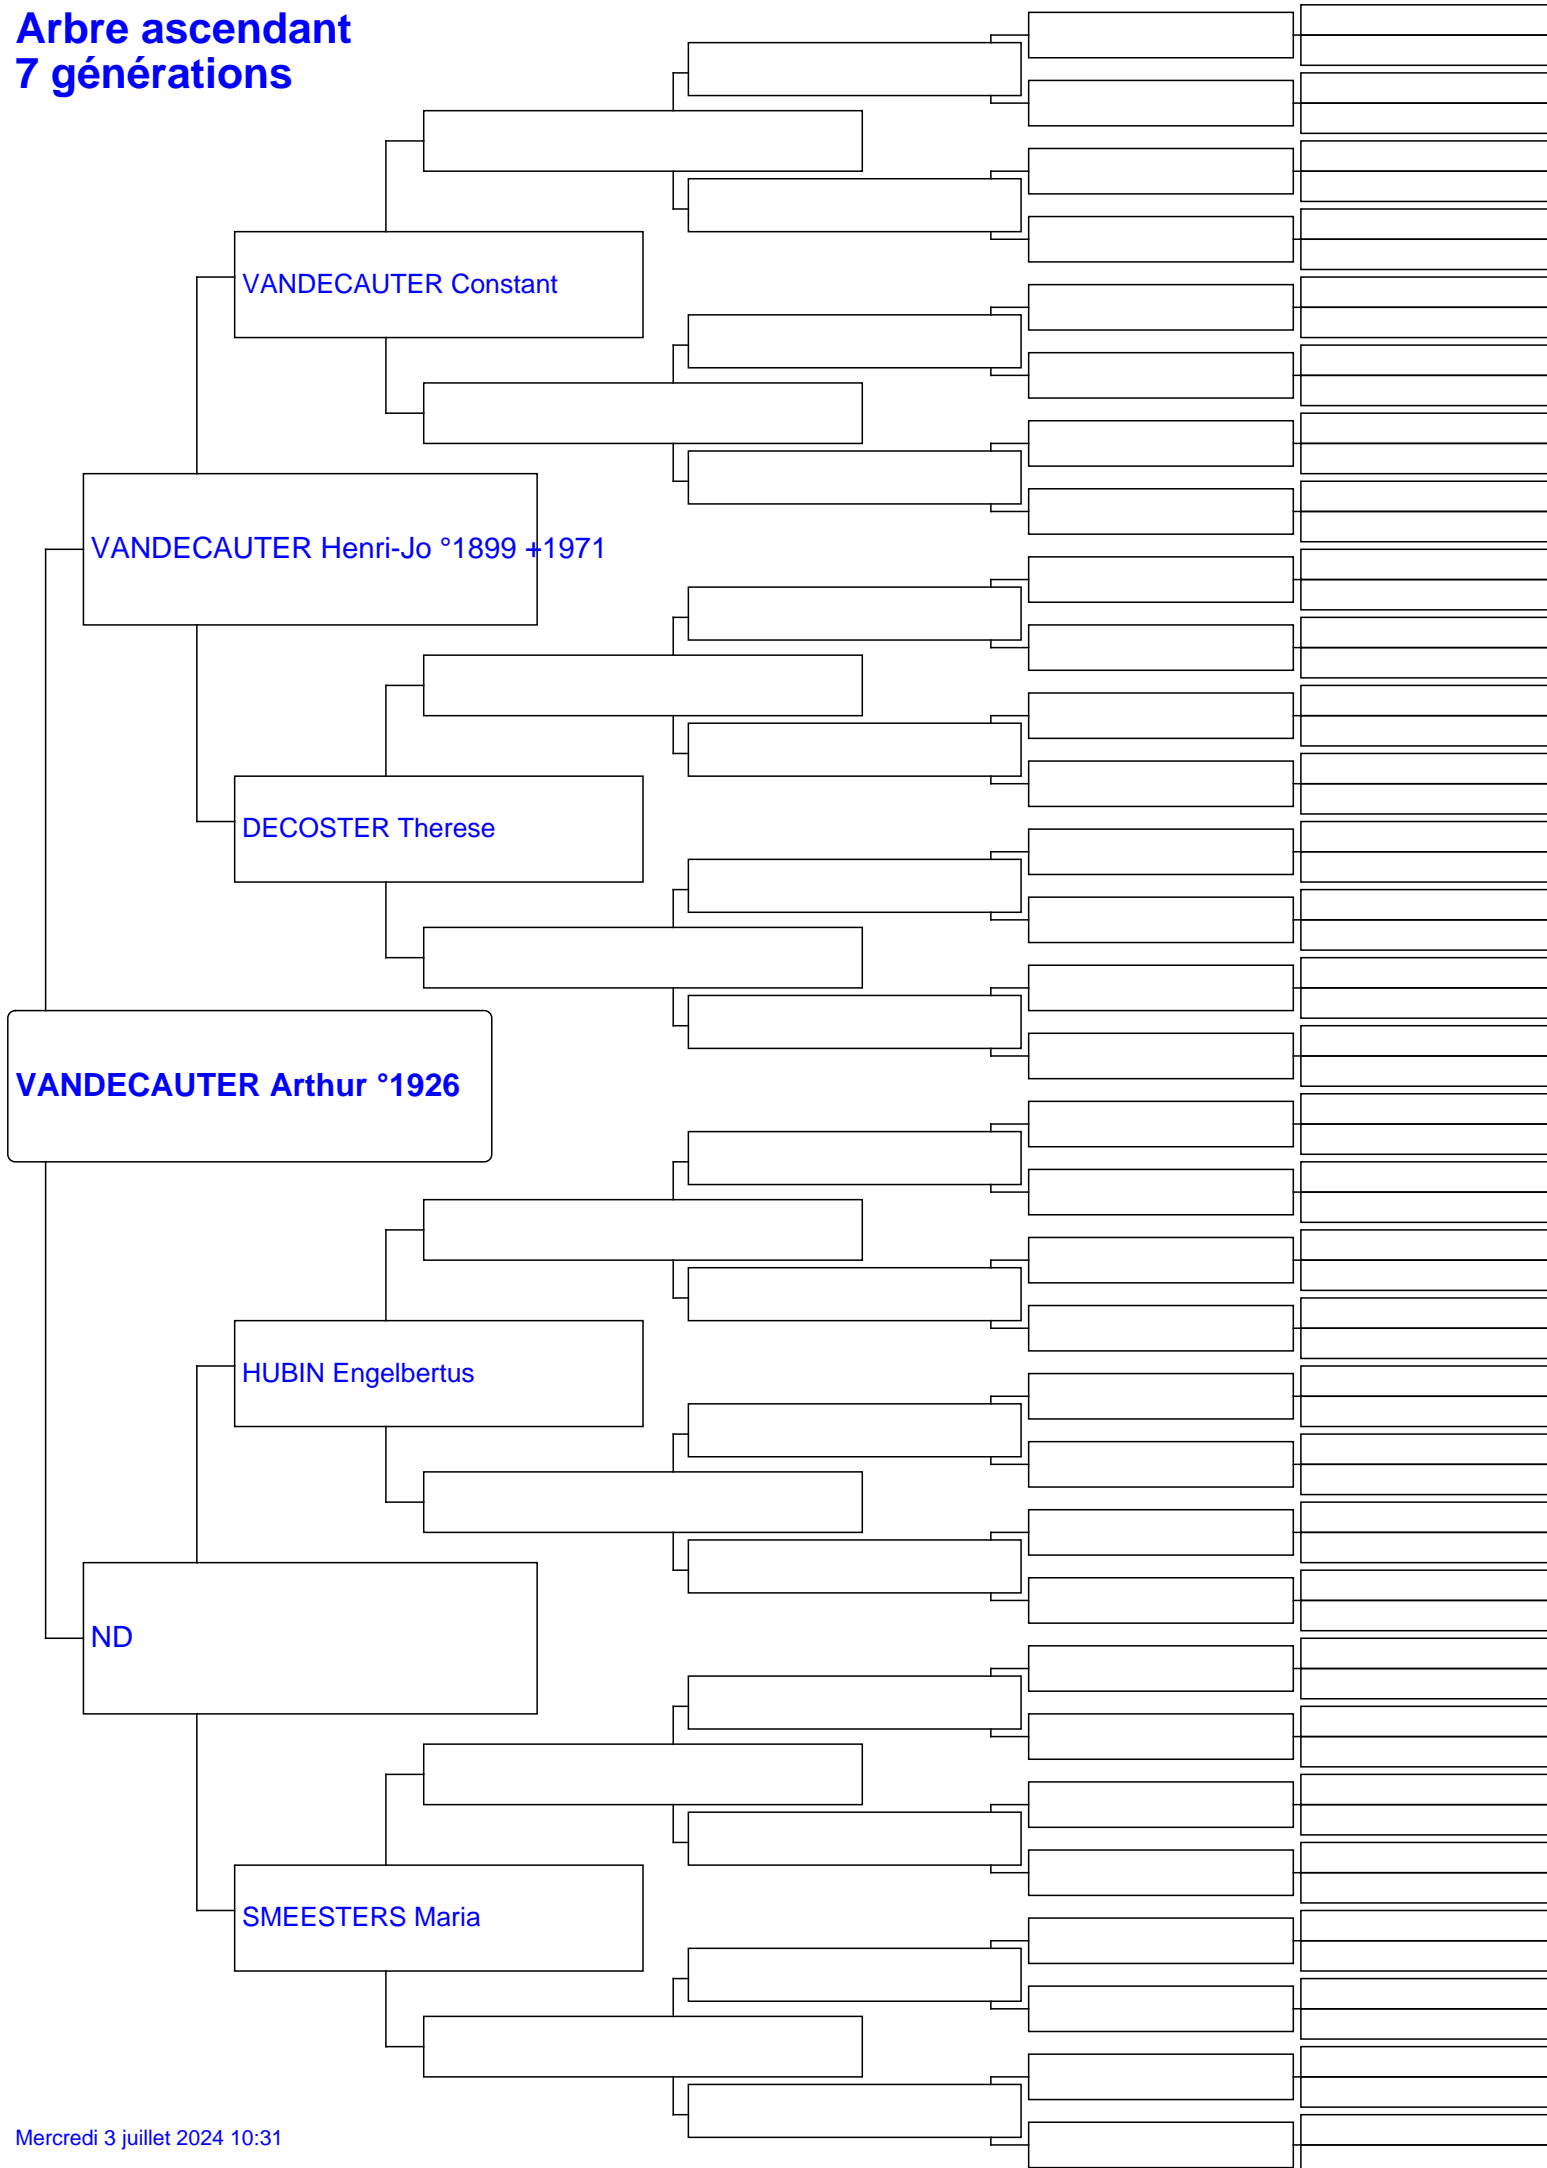 Arbre ascendant
7 générations
VANDECAUTER Constant
VANDECAUTER Henri-Jo °1899 +1971
DECOSTER Therese
VANDECAUTER Arthur °1926
HUBIN Engelbertus
ND
SMEESTERS Maria
Mercredi 3 juillet 2024 10:31